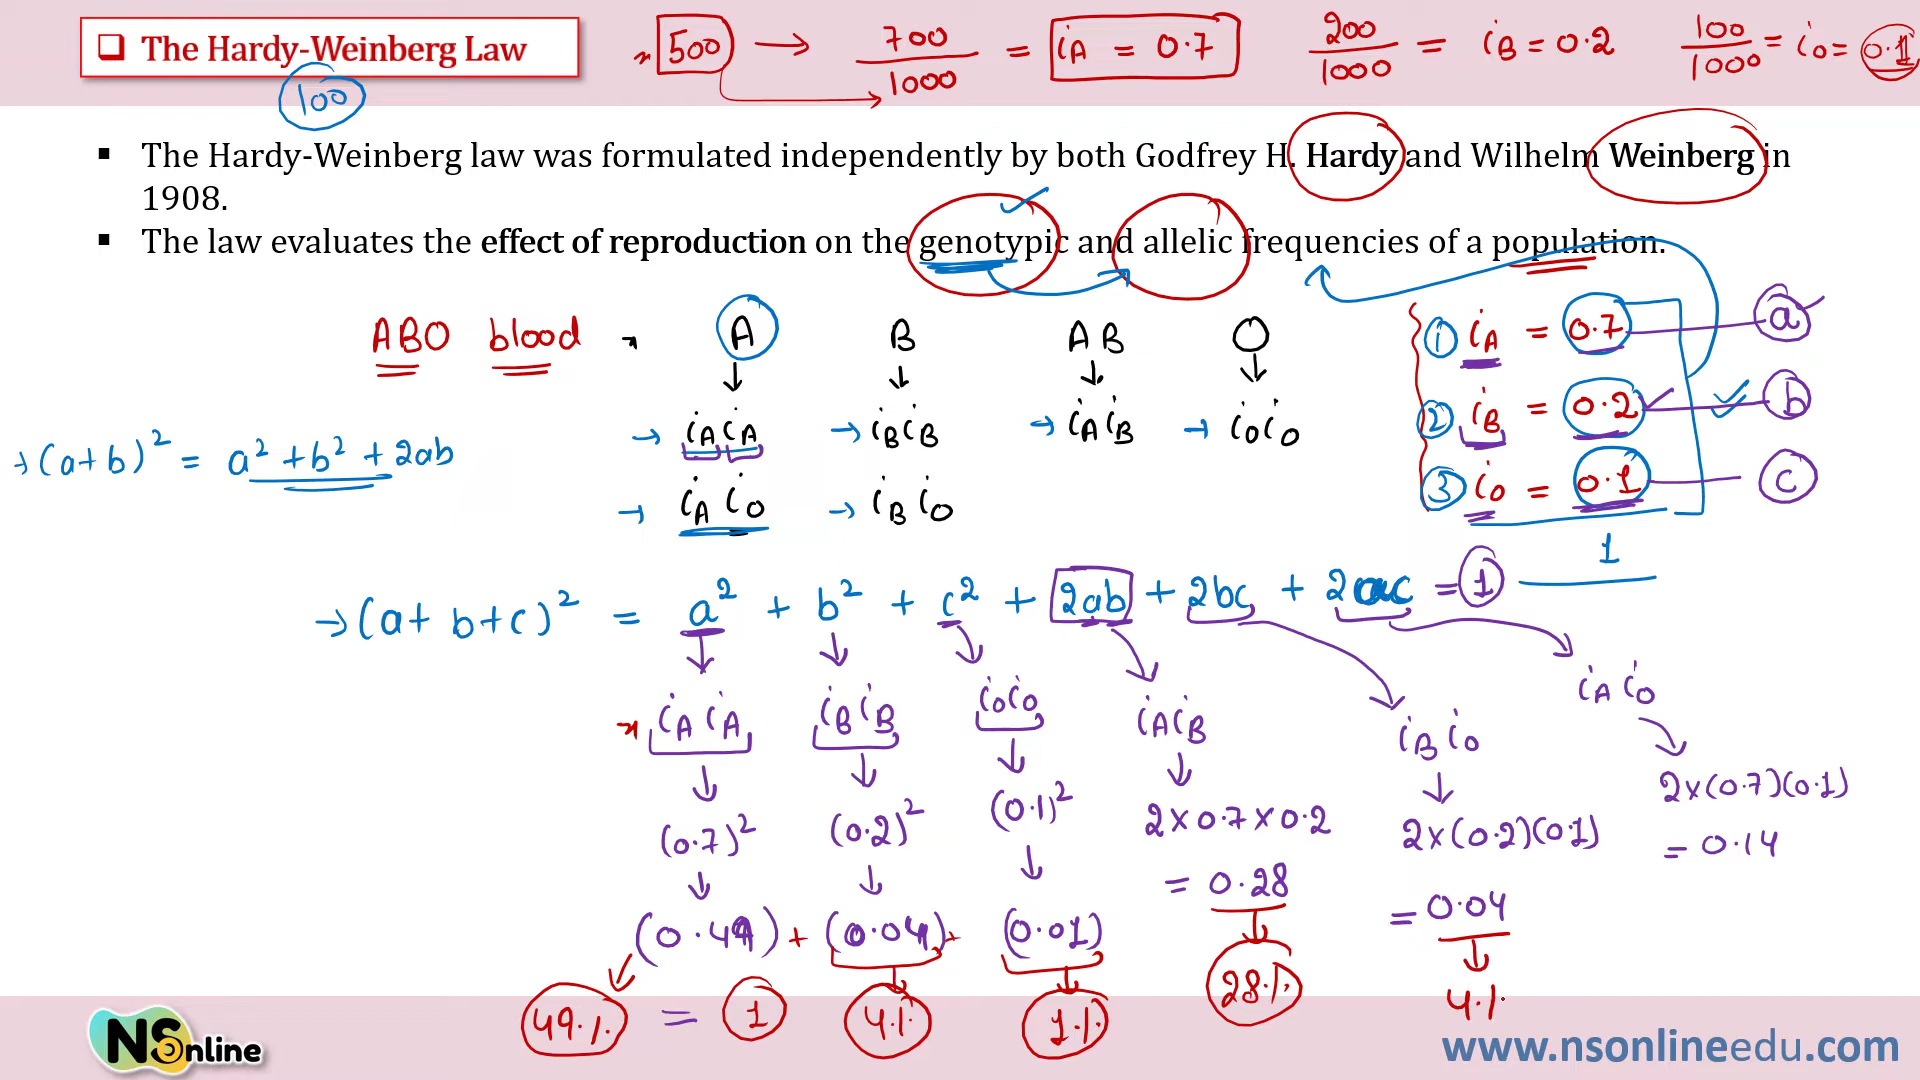 ❑ The Hardy-Weinberg Law
100
500 → 700/1000 = iA = 0.7
200/1000 = iB = 0.2
100/1000 = iO = 0.1
▪ The Hardy-Weinberg law was formulated independently by both Godfrey H. Hardy and Wilhelm Weinberg in
1908.
▪ The law evaluates the effect of reproduction on the genotypic and allelic frequencies of a population.
ABO blood A B AB O
→ iAiA → iBiB → iAiB → iOiO
→ iAiO → iBiO
① iA = 0.7 a
② iB = 0.2 b
③ iO = 0.1 c
1
→ (a+b)² = a² + b² + 2ab
→ (a+ b+c)² = a² + b² + c² + 2ab + 2bc + 2ac = 1
iAiA iBiB iOiO iAiB iBiO iAiO
(0.7)² (0.2)² (0.1)² 2×0.7×0.2 2×(0.2)(0.1) 2×(0.7)(0.1)
= 0.28 = 0.04 = 0.14
(0.49) + (0.04) + (0.01)
49% = 1 4% 1% 28% 4%
NSOnline
www.nsonlineedu.com